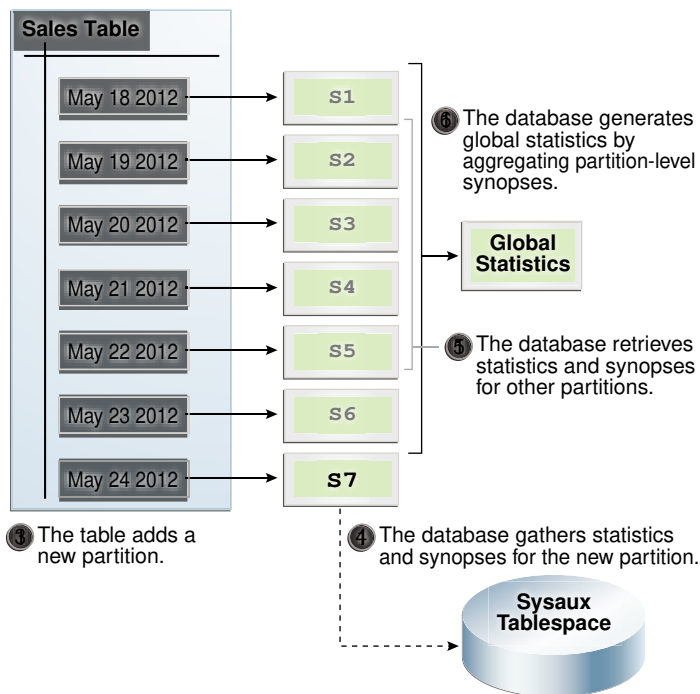 Sales Table
May 18 2012
S1
May 19 2012
S2
May 20 2012
S3
May 21 2012
S4
May 22 2012
S5
May 23 2012
S6
May 24 2012
S7
6 The database generates
global statistics by
aggregating partition-level
synopses.
Global
Statistics
5 The database retrieves
statistics and synopses
for other partitions.
3 The table adds a
new partition.
4 The database gathers statistics
and synopses for the new partition.
Sysaux
Tablespace